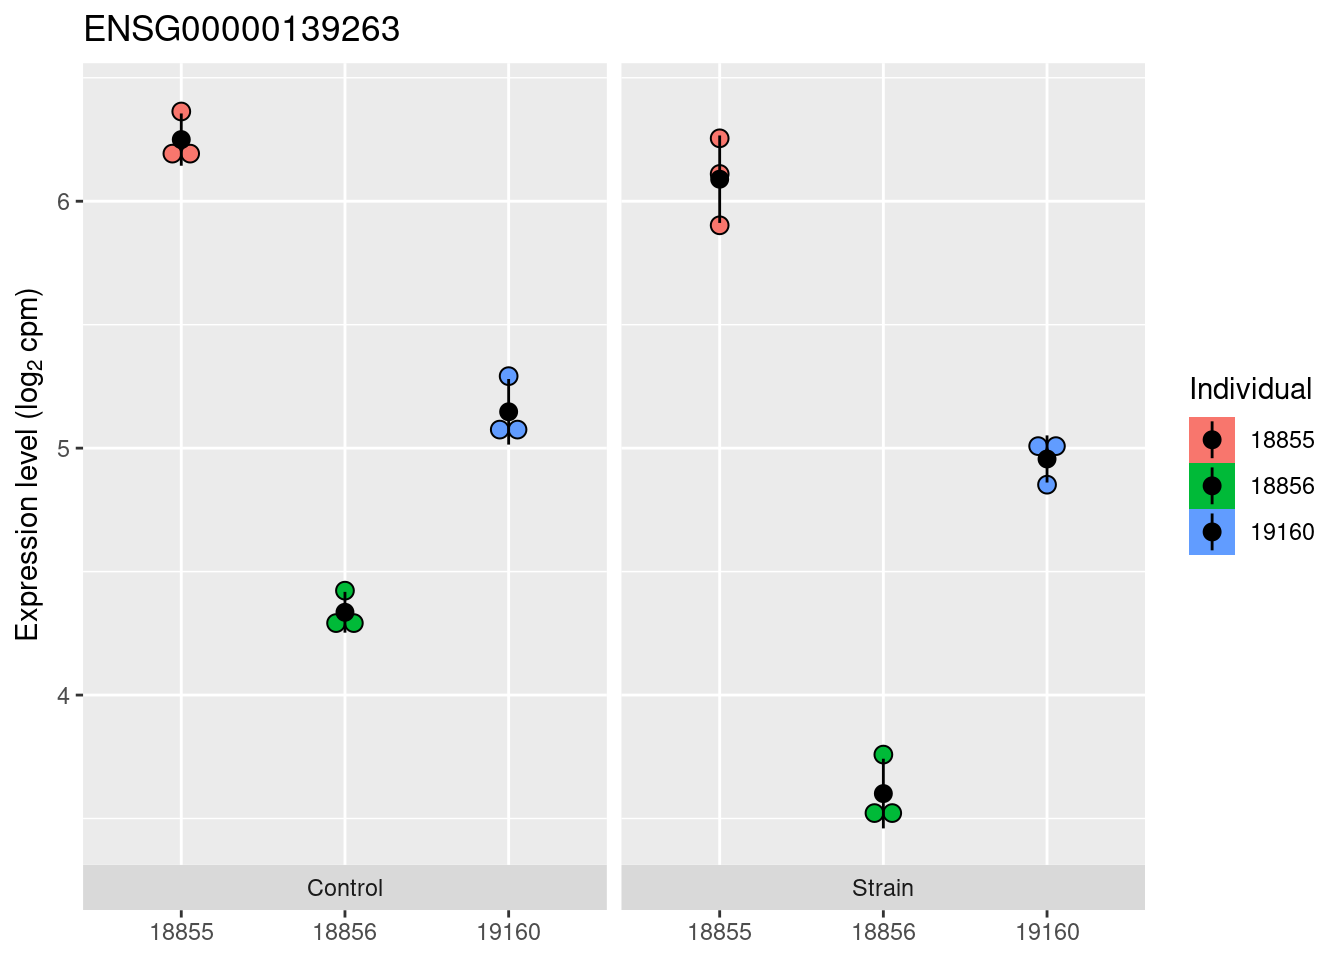 ENSG00000139263
Expression level (log₂ cpm)
6
5
4
Control
Strain
18855
18856
19160
18855
18856
19160
Individual
18855
18856
19160